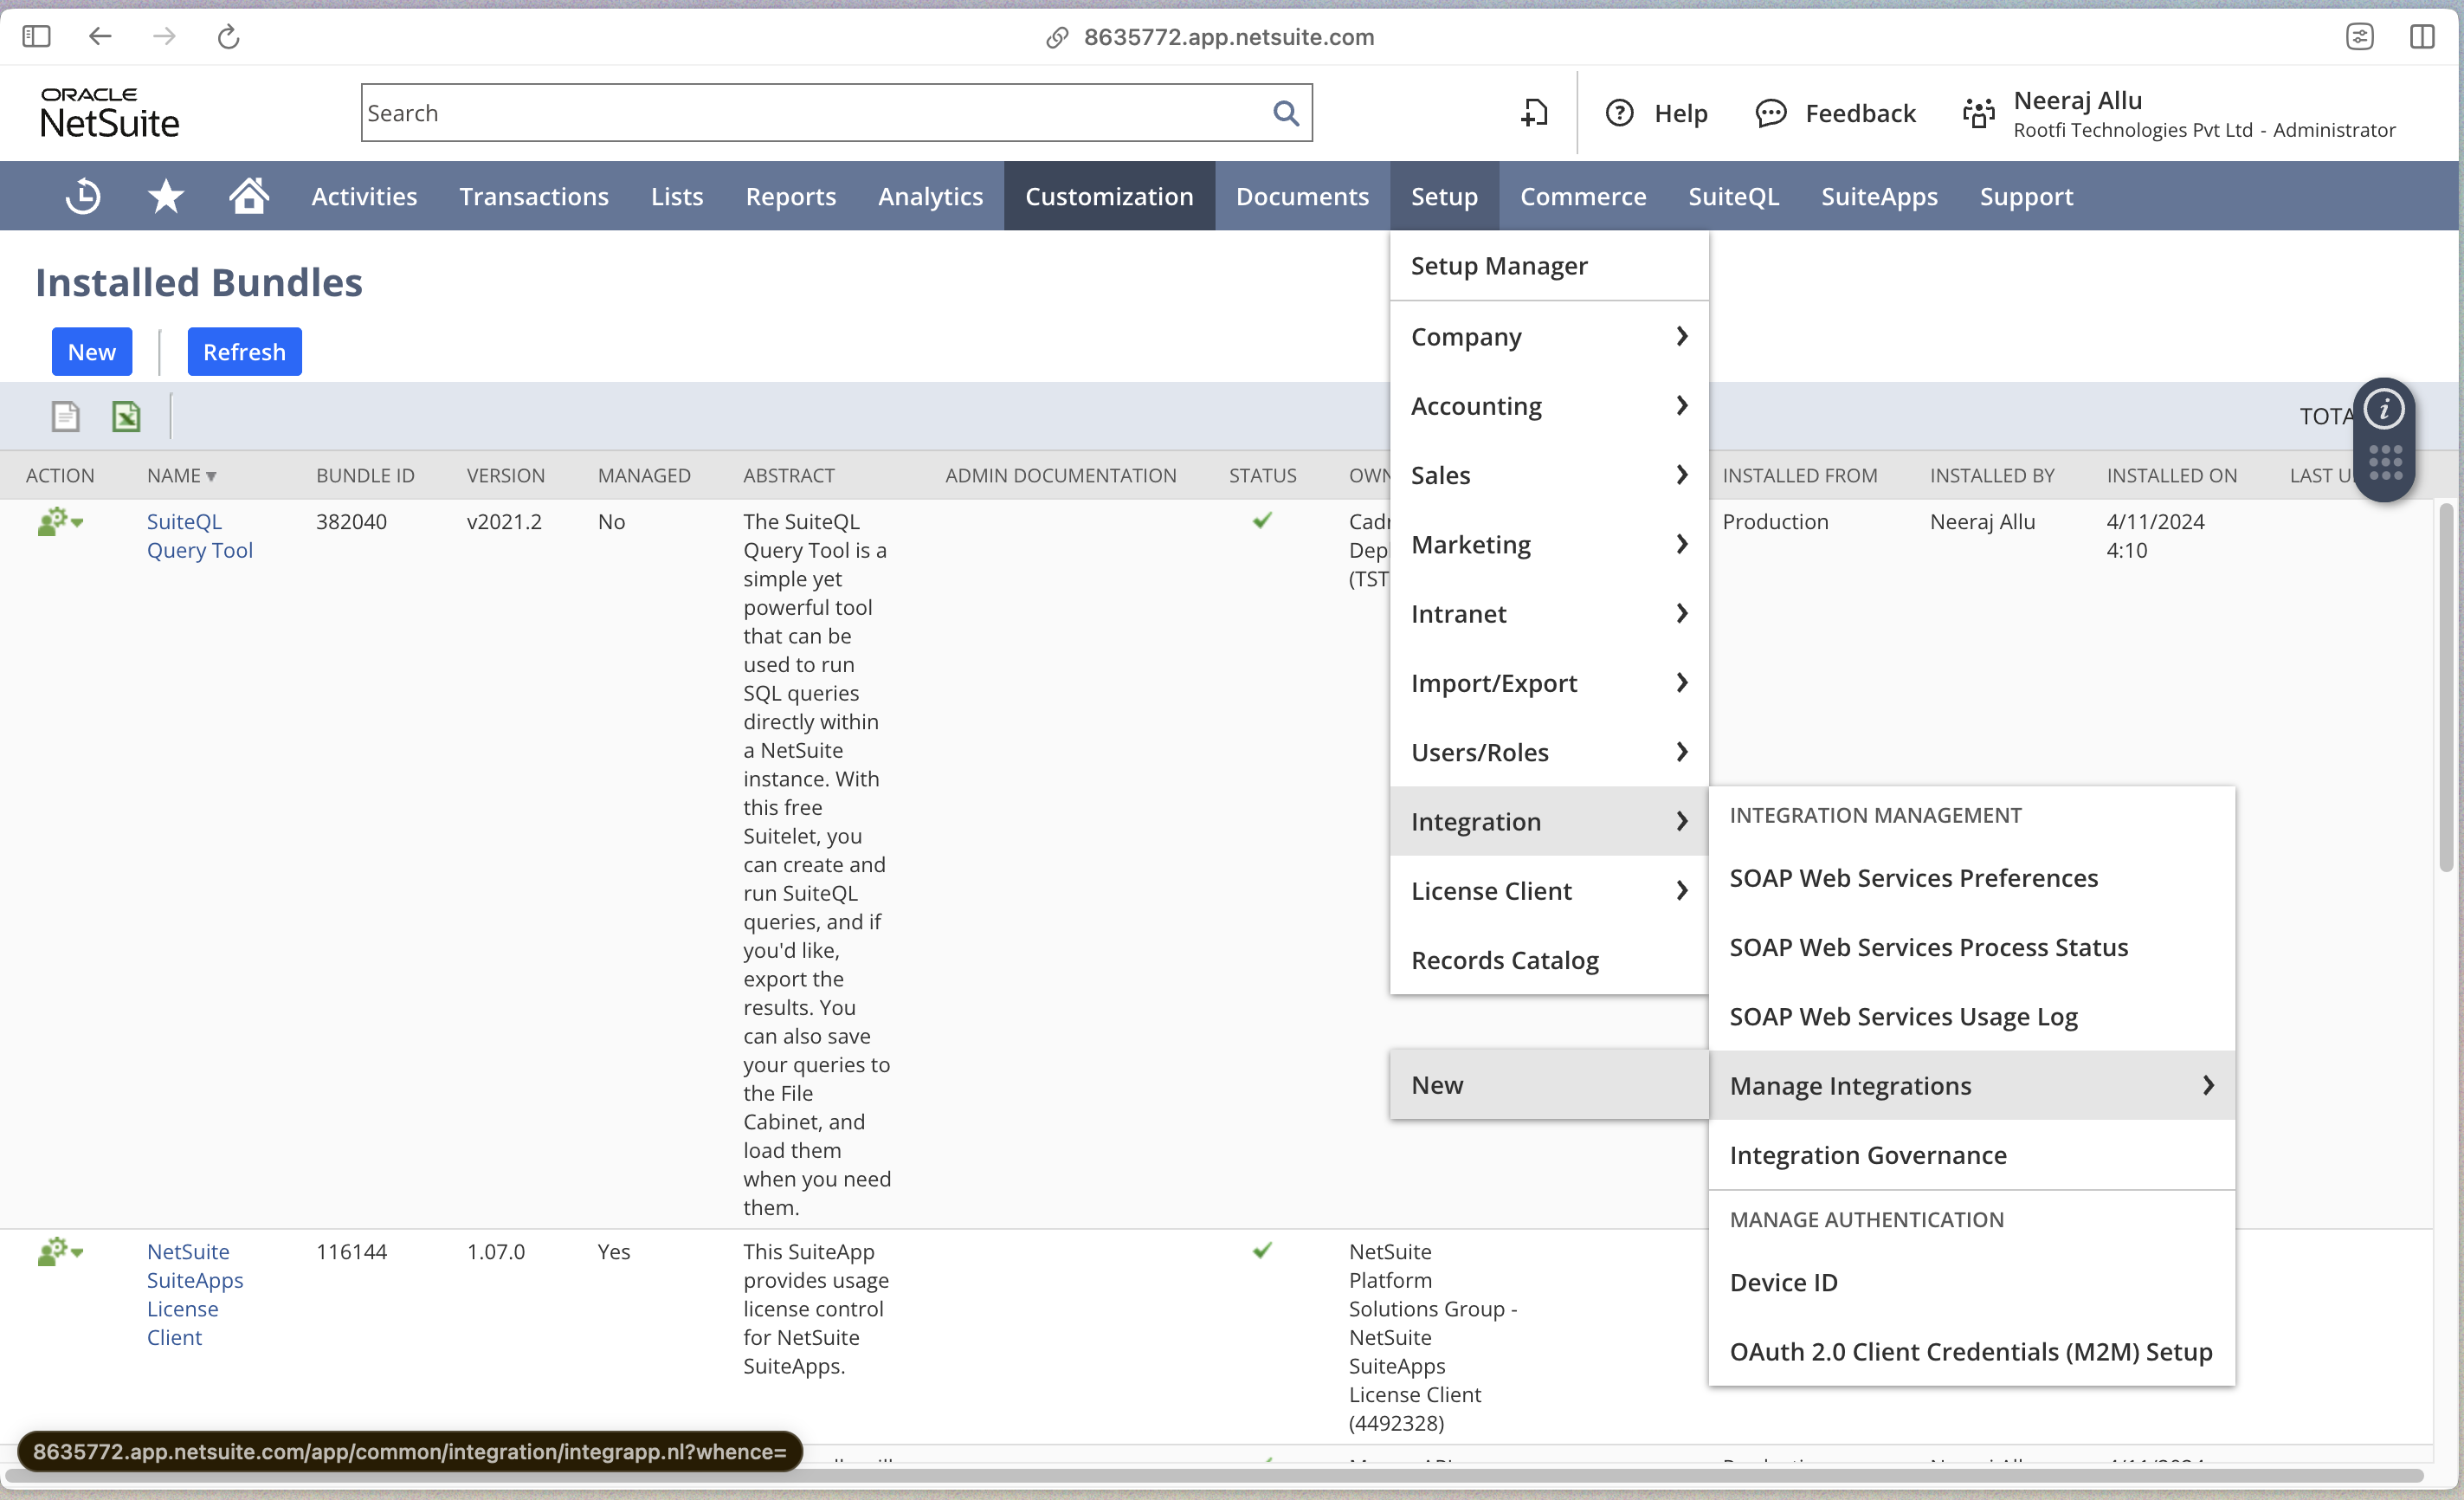 8635772.app.netsuite.com
ORACLE
NetSuite
Search
Help
Feedback
Neeraj Allu
Rootfi Technologies Pvt Ltd - Administrator
Activities
Transactions
Lists
Reports
Analytics
Customization
Documents
Setup
Commerce
SuiteQL
SuiteApps
Support
Installed Bundles
New
Refresh
TOTA
ACTION
NAME
BUNDLE ID
VERSION
MANAGED
ABSTRACT
ADMIN DOCUMENTATION
STATUS
OWN
INSTALLED FROM
INSTALLED BY
INSTALLED ON
LAST U
SuiteQL
Query Tool
382040
v2021.2
No
The SuiteQL
Query Tool is a
simple yet
powerful tool
that can be
used to run
SQL queries
directly within
a NetSuite
instance. With
this free
Suitelet, you
can create and
run SuiteQL
queries, and if
you'd like,
export the
results. You
can also save
your queries to
the File
Cabinet, and
load them
when you need
them.
Cad
Dep
(TST
Production
Neeraj Allu
4/11/2024
4:10
NetSuite
SuiteApps
License
Client
116144
1.07.0
Yes
This SuiteApp
provides usage
license control
for NetSuite
SuiteApps.
NetSuite
Platform
Solutions Group -
NetSuite
SuiteApps
License Client
(4492328)
Setup Manager
Company
Accounting
Sales
Marketing
Intranet
Import/Export
Users/Roles
Integration
License Client
Records Catalog
INTEGRATION MANAGEMENT
SOAP Web Services Preferences
SOAP Web Services Process Status
SOAP Web Services Usage Log
Manage Integrations
New
Integration Governance
MANAGE AUTHENTICATION
Device ID
OAuth 2.0 Client Credentials (M2M) Setup
8635772.app.netsuite.com/app/common/integration/integrapp.nl?whence=